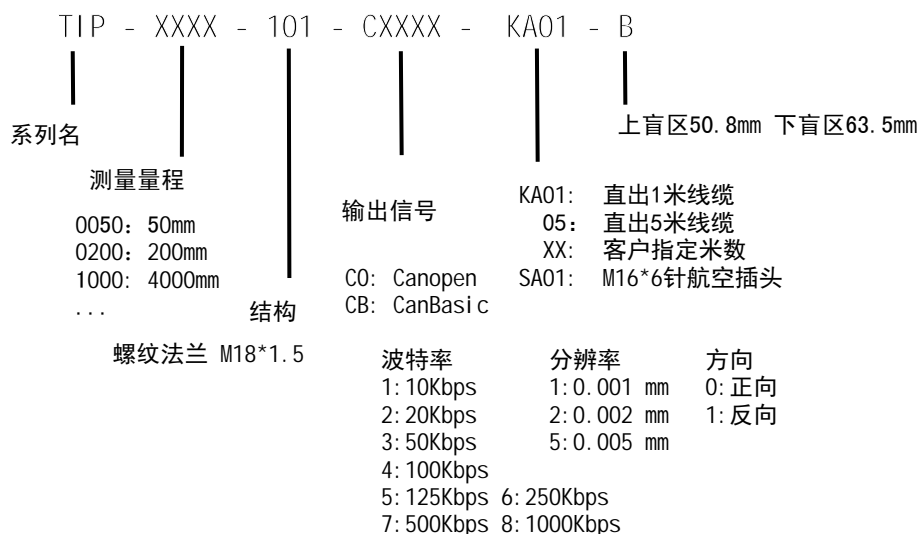 TIP - XXXX - 101 - CXXXX - KA01 - B
系列名
上盲区50.8mm 下盲区63.5mm
测量量程
0050: 50mm
0200: 200mm
1000: 4000mm
...
结构
螺纹法兰 M18*1.5
输出信号
CO: Canopen
CB: CanBasic
KA01: 直出1米线缆
05: 直出5米线缆
XX: 客户指定米数
SA01: M16*6针航空插头
波特率 分辨率 方向
1:10Kbps 1:0.001 mm 0:正向
2:20Kbps 2:0.002 mm 1:反向
3:50Kbps 5:0.005 mm
4:100Kbps
5:125Kbps 6:250Kbps
7:500Kbps 8:1000Kbps